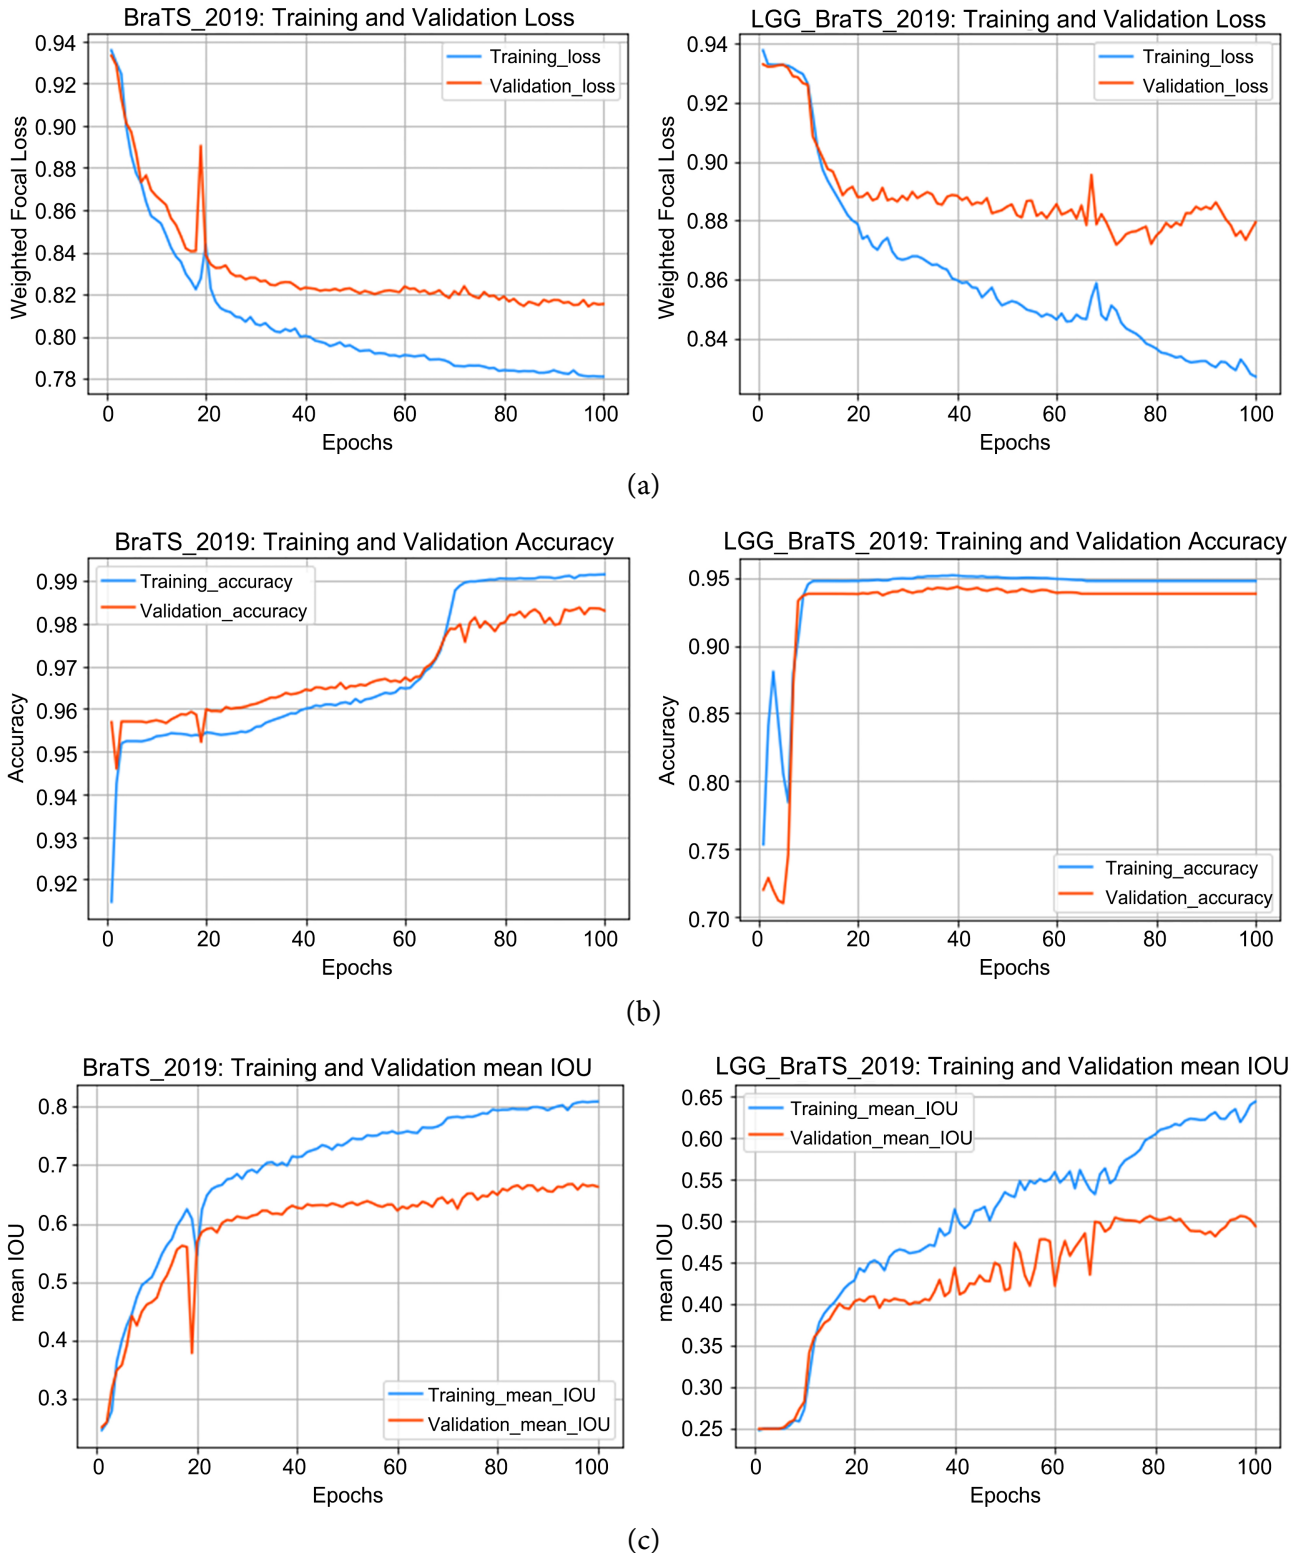 BraTS_2019: Training and Validation Loss
Weighted Focal Loss
0.94
0.92
0.90
0.88
0.86
0.84
0.82
0.80
0.78
Training_loss
Validation_loss
0 20 40 60 80 100
Epochs
LGG_BraTS_2019: Training and Validation Loss
Weighted Focal Loss
0.94
0.92
0.90
0.88
0.86
0.84
Training_loss
Validation_loss
0 20 40 60 80 100
Epochs
(a)
BraTS_2019: Training and Validation Accuracy
Accuracy
0.99
0.98
0.97
0.96
0.95
0.94
0.93
0.92
Training_accuracy
Validation_accuracy
0 20 40 60 80 100
Epochs
LGG_BraTS_2019: Training and Validation Accuracy
Accuracy
0.95
0.90
0.85
0.80
0.75
0.70
Training_accuracy
Validation_accuracy
0 20 40 60 80 100
Epochs
(b)
BraTS_2019: Training and Validation mean IOU
mean IOU
0.8
0.7
0.6
0.5
0.4
0.3
Training_mean_IOU
Validation_mean_IOU
0 20 40 60 80 100
Epochs
LGG_BraTS_2019: Training and Validation mean IOU
mean IOU
0.65
0.60
0.55
0.50
0.45
0.40
0.35
0.30
0.25
Training_mean_IOU
Validation_mean_IOU
0 20 40 60 80 100
Epochs
(c)